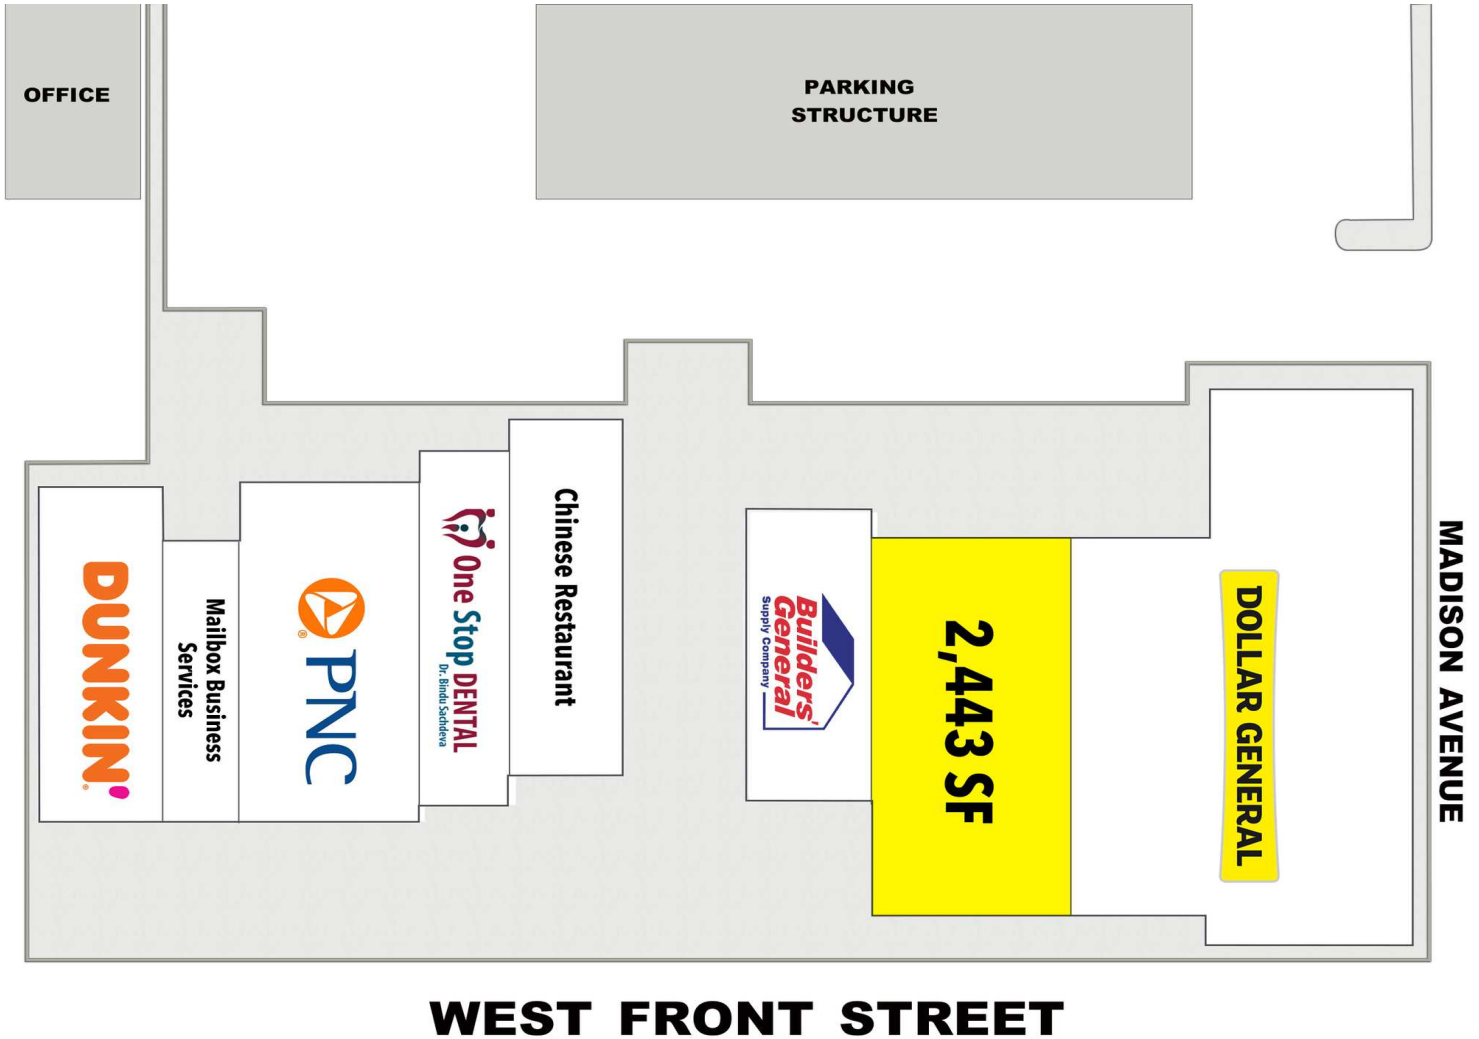 OFFICE
PARKING
STRUCTURE
DUNKIN'
Mailbox Business
Services
PNC
One Stop DENTAL
Dr. Bindu Sachdeva
Chinese Restaurant
Builders'
General
Supply Company
2,443 SF
DOLLAR GENERAL
MADISON AVENUE
WEST FRONT STREET